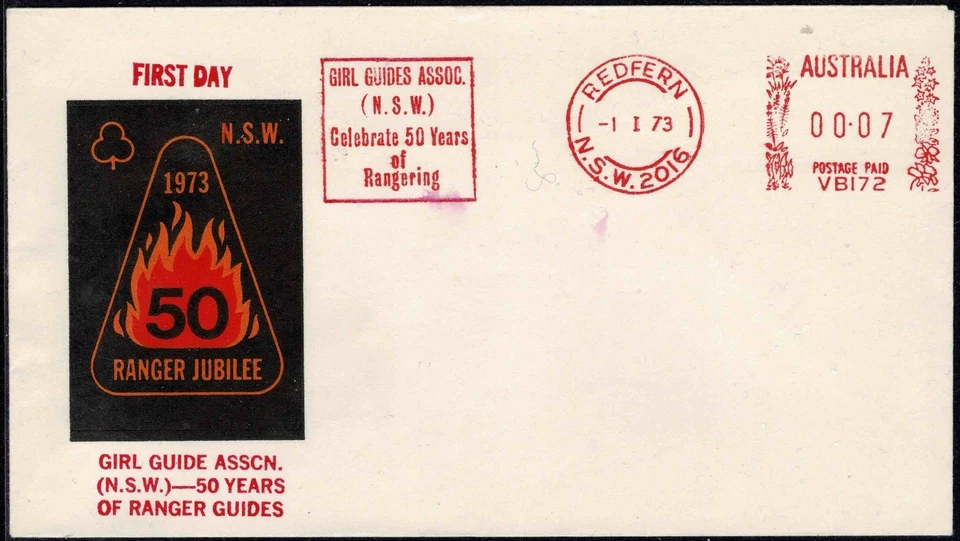 FIRST DAY
N.S.W.
1973
50
RANGER JUBILEE
GIRL GUIDE ASSCN.
(N.S.W.)—50 YEARS
OF RANGER GUIDES
GIRL GUIDES ASSOC.
(N.S.W.)
Celebrate 50 Years
of
Rangering
REDFERN
-1 I 73
N.S.W. 2016
AUSTRALIA
00·07
POSTAGE PAID
VB172